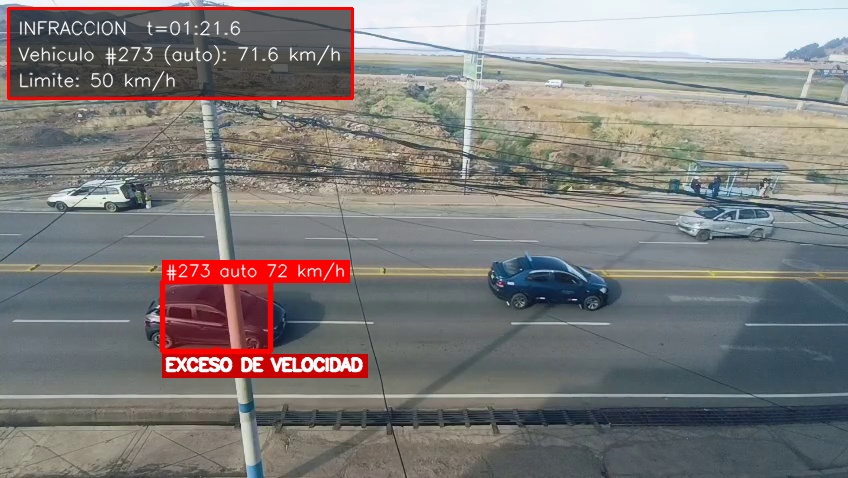 INFRACCION t=01:21.6
Vehiculo #273 (auto): 71.6 km/h
Limite: 50 km/h
#273 auto 72 km/h
EXCESO DE VELOCIDAD